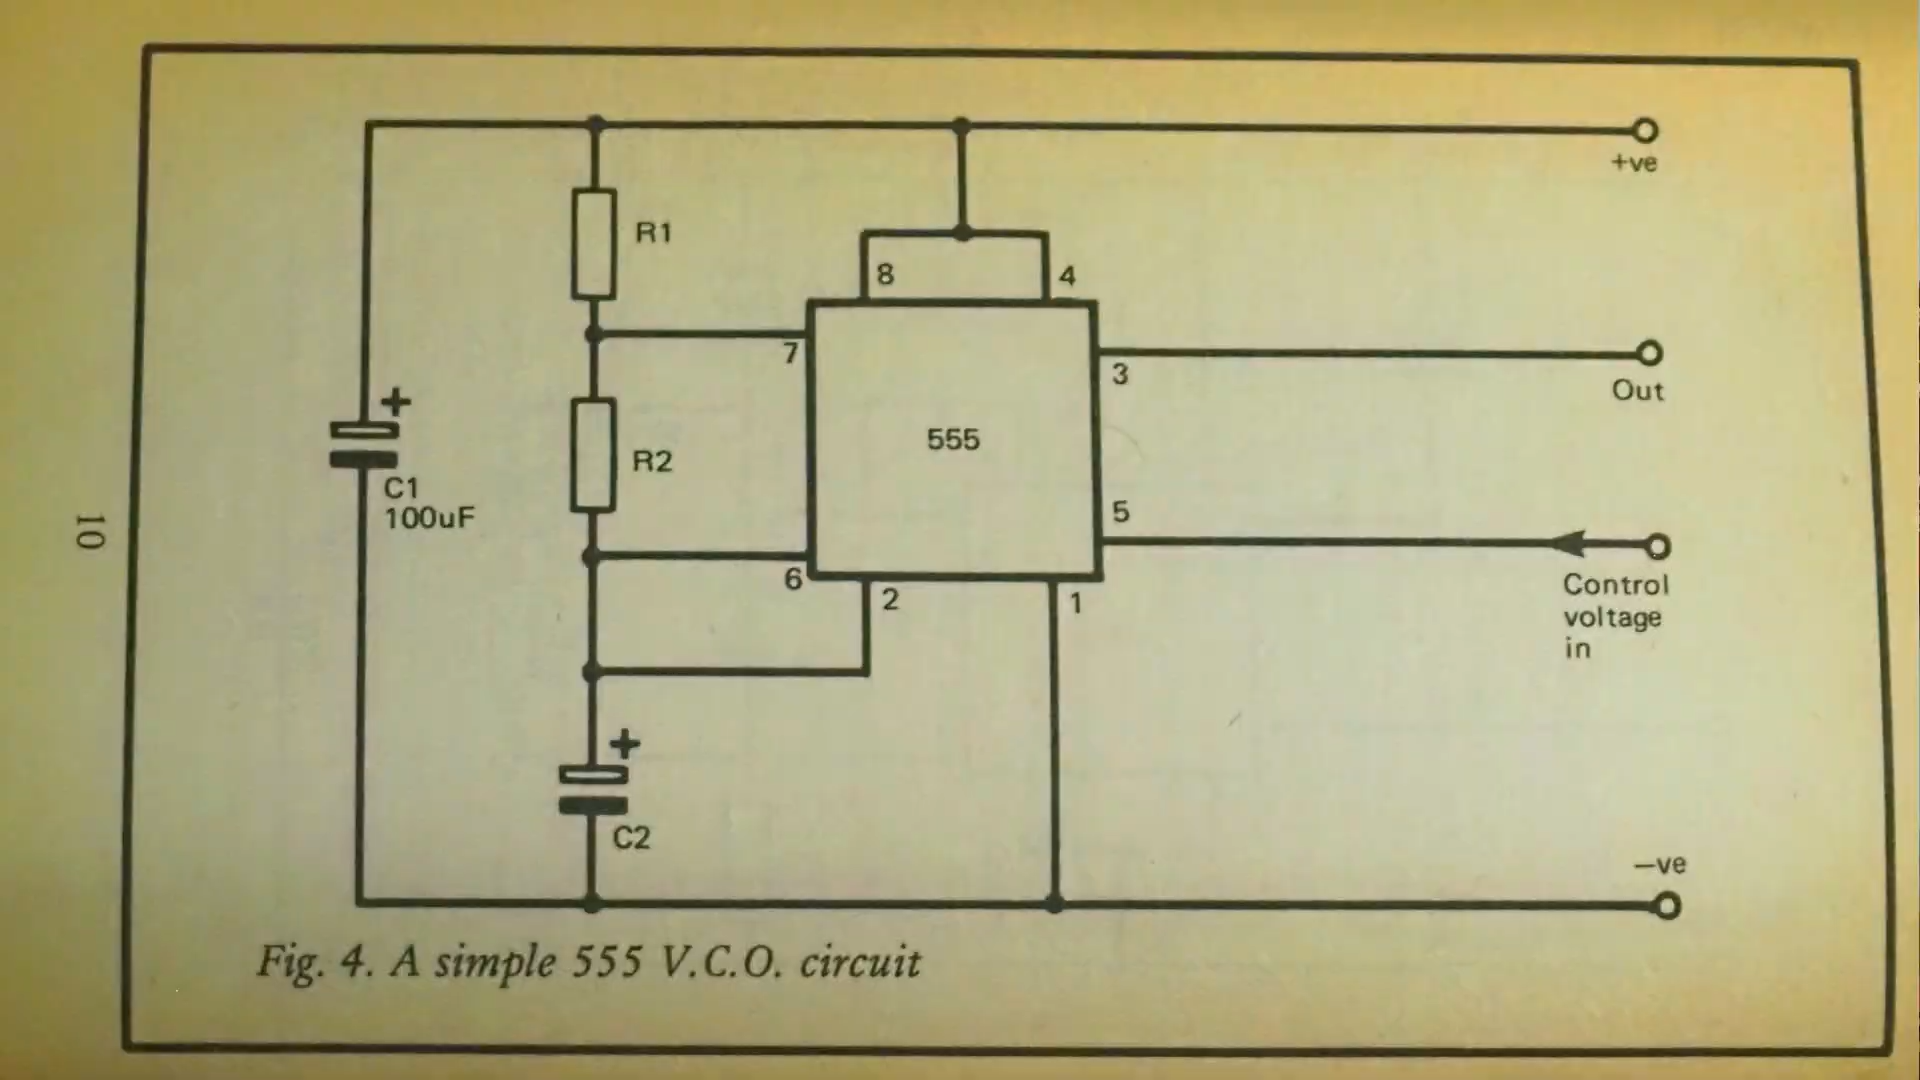 +ve
R1
8
4
7
3
Out
+
555
R2
C1
100uF
5
6
2
1
Control
voltage
in
+
C2
−ve
Fig. 4. A simple 555 V.C.O. circuit
10